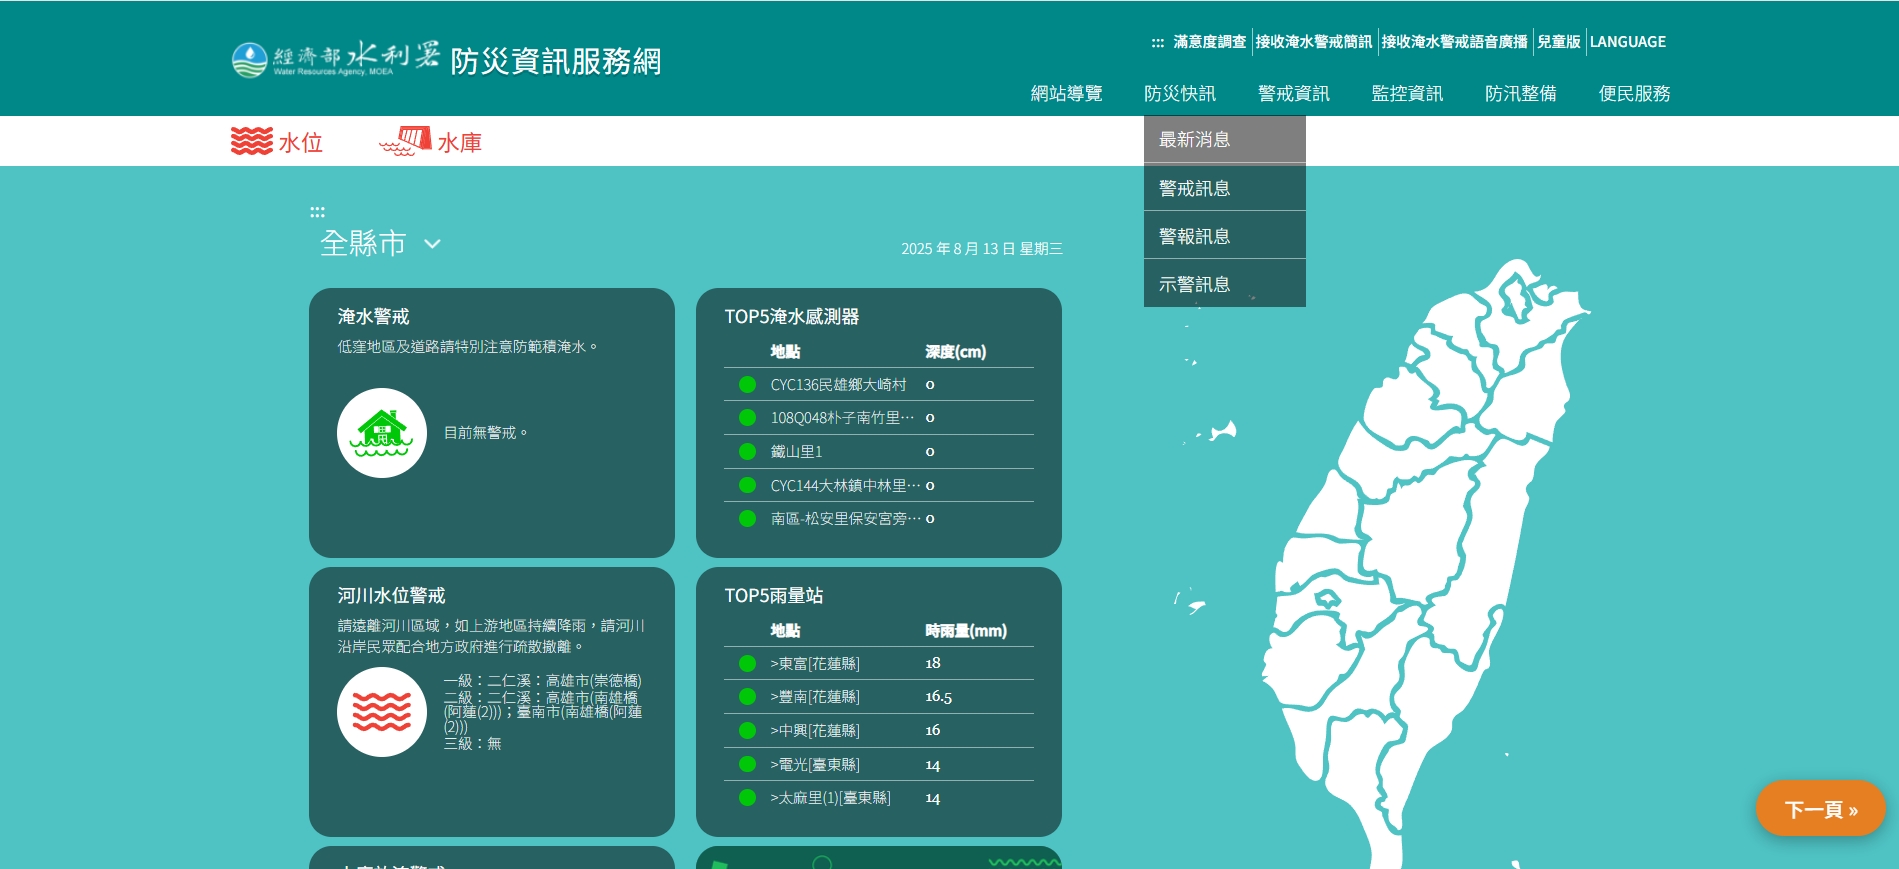 經濟部水利署
Water Resources Agency, MOEA
防災資訊服務網
::: 滿意度調查 接收淹水警戒簡訊 接收淹水警戒語音廣播 兒童版 LANGUAGE
網站導覽 防災快訊 警戒資訊 監控資訊 防汛整備 便民服務
水位 水庫
最新消息
警戒訊息
警報訊息
示警訊息
:::
全縣市
2025 年 8 月 13 日 星期三
淹水警戒
低窪地區及道路請特別注意防範積淹水。
目前無警戒。
TOP5淹水感測器
地點 深度(cm)
CYC136民雄鄉大崎村 0
108Q048朴子南竹里… 0
鐵山里1 0
CYC144大林鎮中林里… 0
南區-松安里保安宮旁… 0
河川水位警戒
請遠離河川區域，如上游地區持續降雨，請河川
沿岸民眾配合地方政府進行疏散撤離。
一級：二仁溪：高雄市(崇德橋)
二級：二仁溪：高雄市(南雄橋
(阿蓮(2)))；臺南市(南雄橋(阿蓮
(2)))
三級：無
TOP5雨量站
地點 時雨量(mm)
>東富[花蓮縣] 18
>豐南[花蓮縣] 16.5
>中興[花蓮縣] 16
>電光[臺東縣] 14
>太麻里(1)[臺東縣] 14
下一頁 »